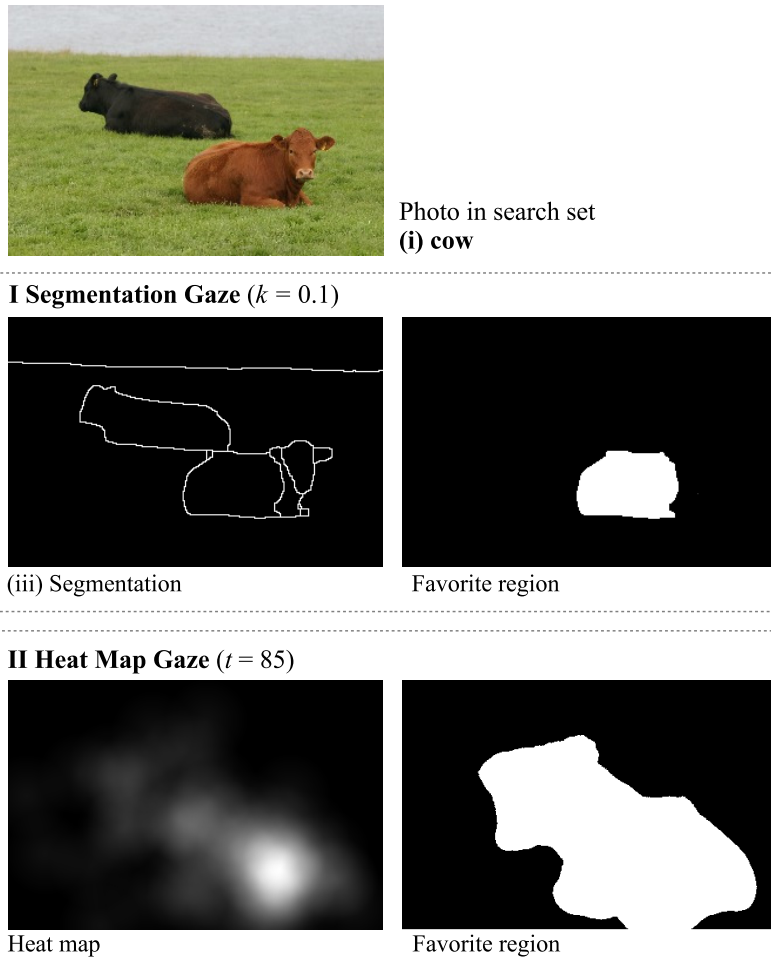 Photo in search set
(i) cow
I Segmentation Gaze (k = 0.1)
(iii) Segmentation
Favorite region
II Heat Map Gaze (t = 85)
Heat map
Favorite region